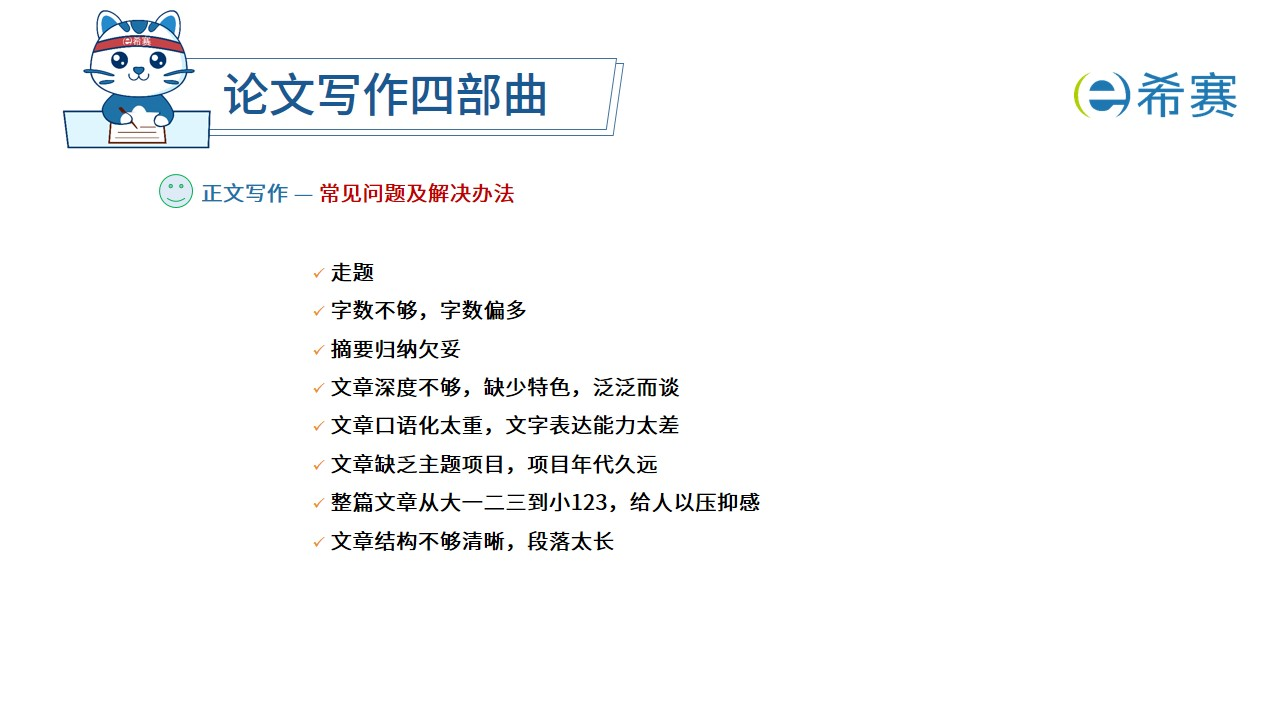 希赛
论文写作四部曲
希赛
正文写作 — 常见问题及解决办法
走题
字数不够，字数偏多
摘要归纳欠妥
文章深度不够，缺少特色，泛泛而谈
文章口语化太重，文字表达能力太差
文章缺乏主题项目，项目年代久远
整篇文章从大一二三到小123，给人以压抑感
文章结构不够清晰，段落太长